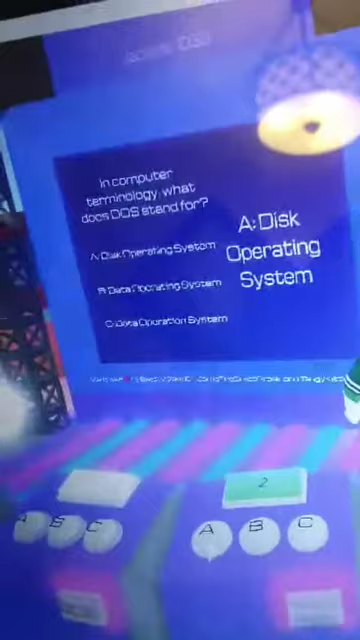 In computer
terminology, what
does DOS stand for?
A: Disk Operating System
B: Data Operating System
C: Data Operation System
A: Disk
Operating
System
2
A B C
A B C